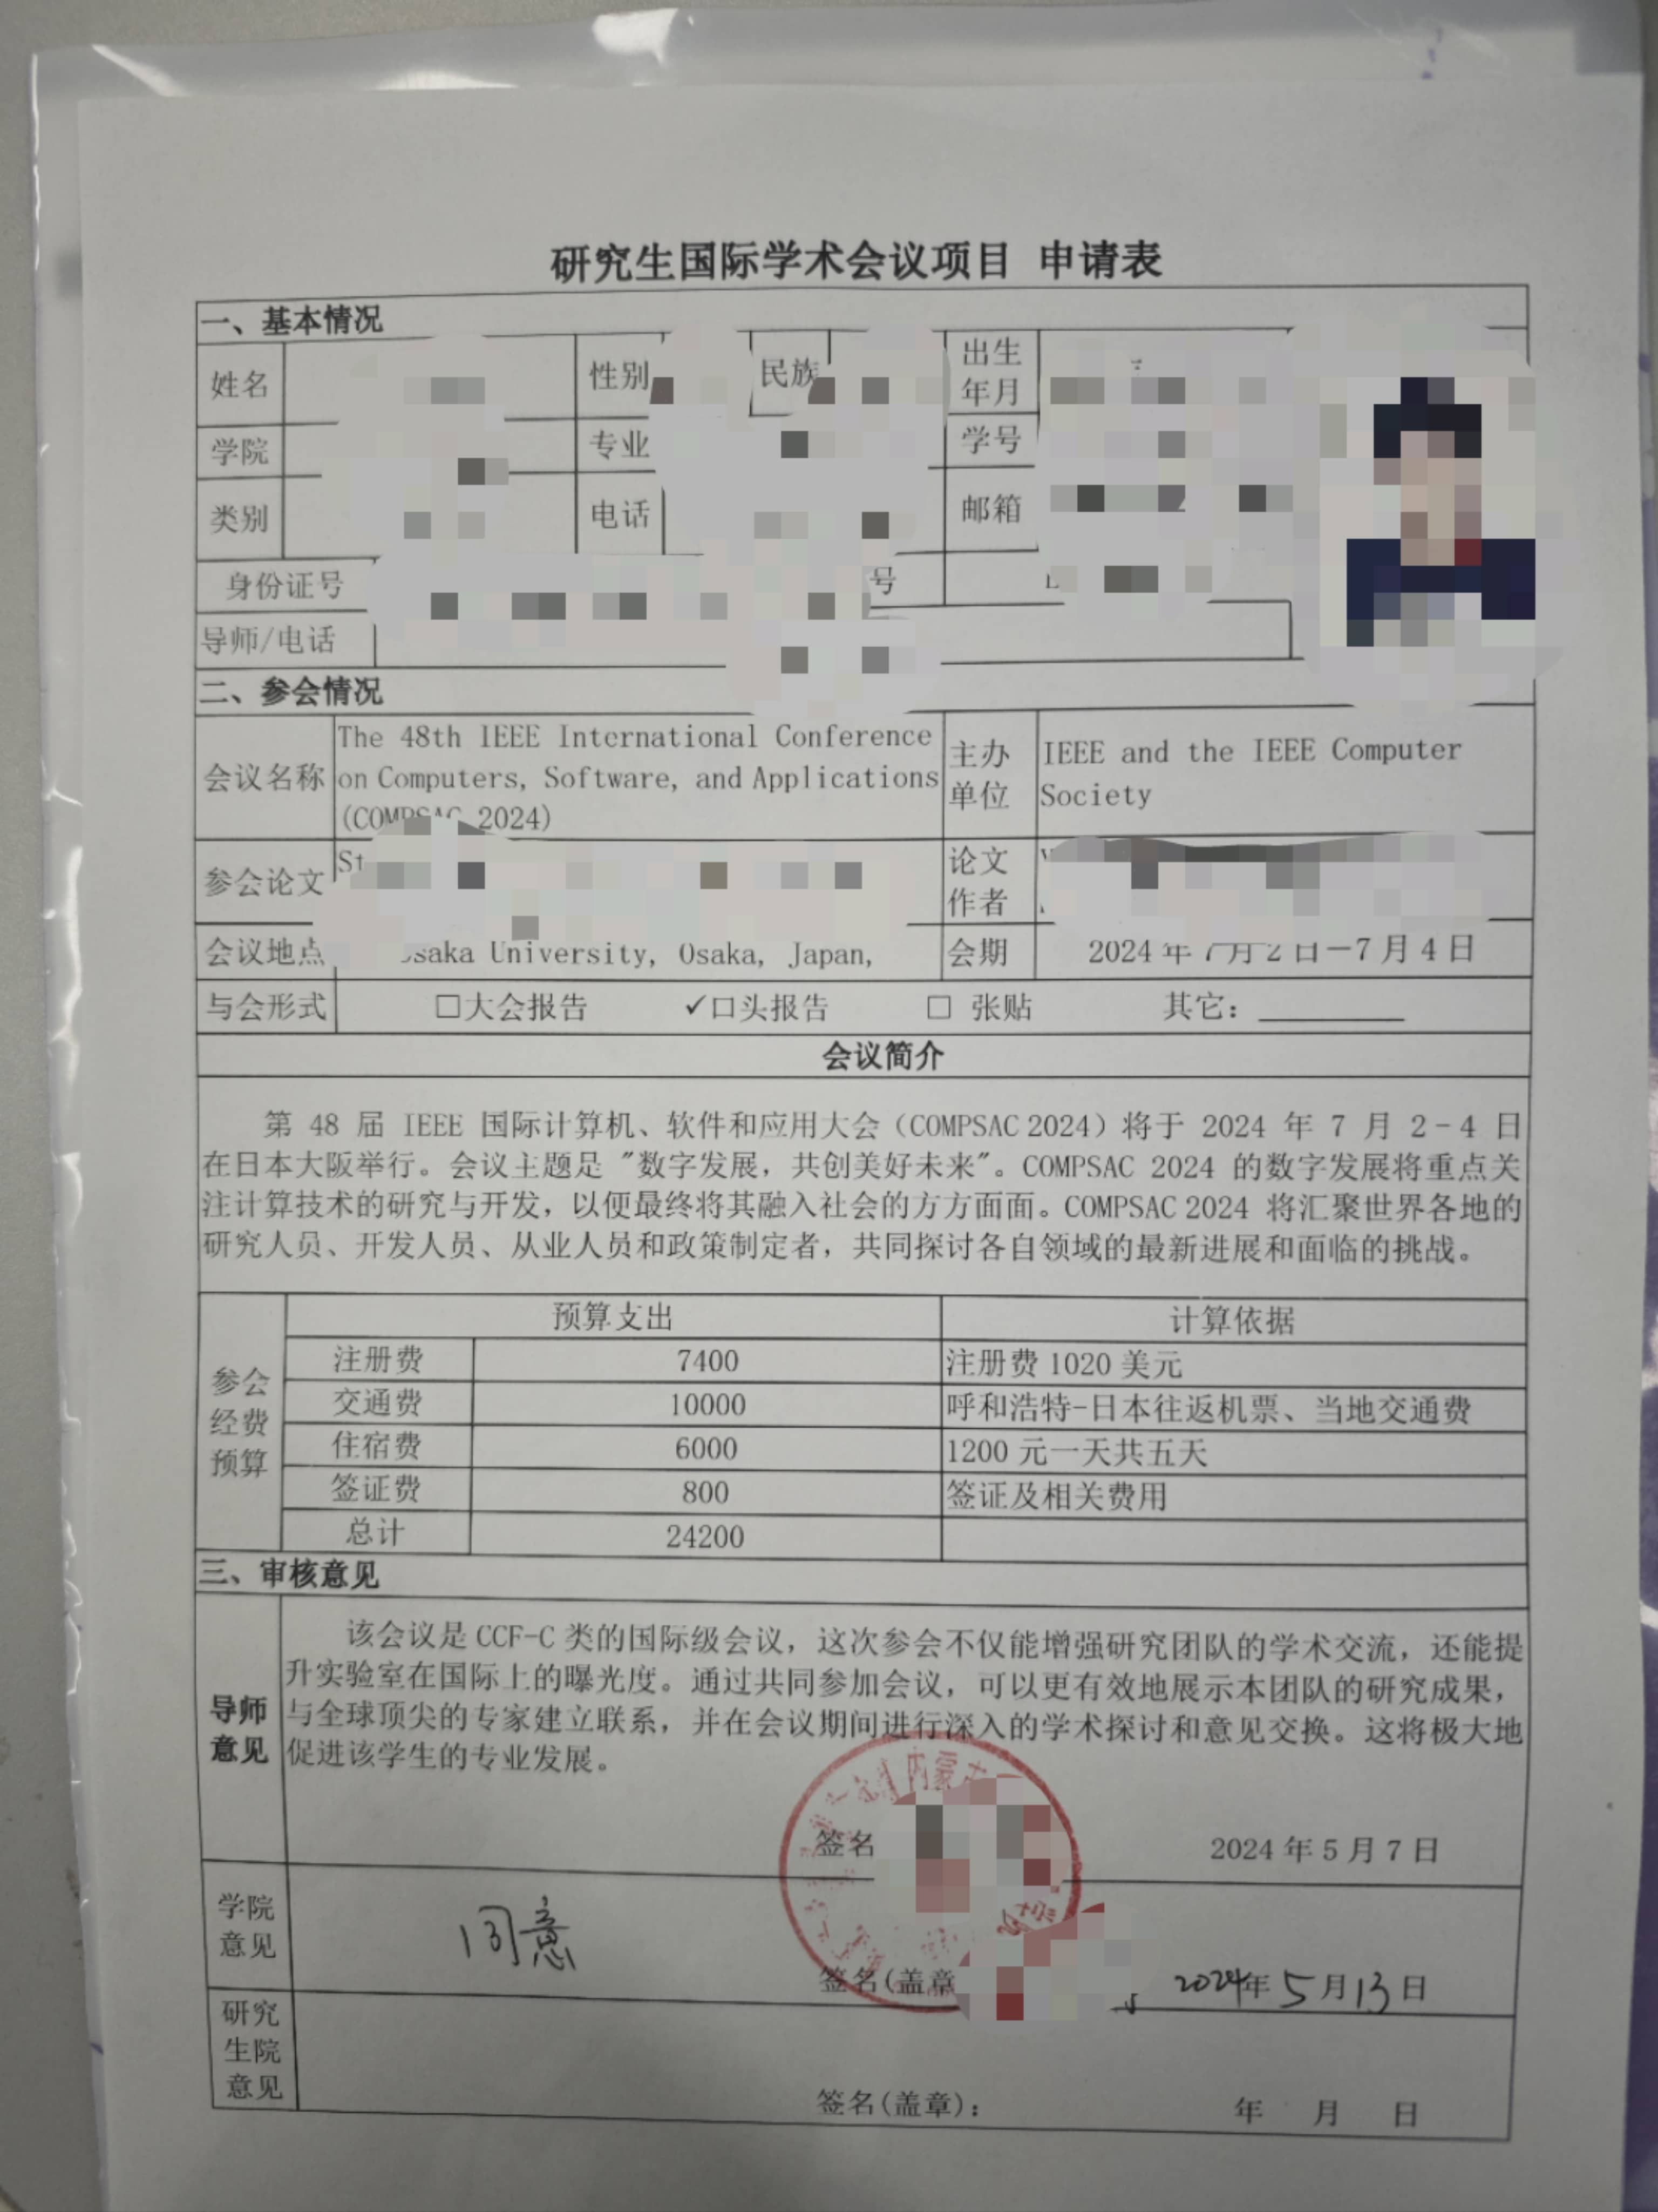 研究生国际学术会议项目 申请表
一、基本情况
姓名 性别 民族 出生年月
学院 专业 学号
类别 电话 邮箱
身份证号 号
导师/电话
二、参会情况
会议名称 The 48th IEEE International Conference on Computers, Software, and Applications (COMPSAC 2024) 主办单位 IEEE and the IEEE Computer Society
参会论文 论文作者
会议地点 saka University, Osaka, Japan, 会期 2024年7月2日—7月4日
与会形式 □大会报告 ✓口头报告 □ 张贴 其它：
会议简介
第 48 届 IEEE 国际计算机、软件和应用大会（COMPSAC 2024）将于 2024 年 7 月 2-4 日
在日本大阪举行。会议主题是 "数字发展，共创美好未来"。COMPSAC 2024 的数字发展将重点关
注计算技术的研究与开发，以便最终将其融入社会的方方面面。COMPSAC 2024 将汇聚世界各地的
研究人员、开发人员、从业人员和政策制定者，共同探讨各自领域的最新进展和面临的挑战。
参会经费预算
预算支出 计算依据
注册费 7400 注册费 1020 美元
交通费 10000 呼和浩特-日本往返机票、当地交通费
住宿费 6000 1200 元一天共五天
签证费 800 签证及相关费用
总计 24200
三、审核意见
导师意见
该会议是 CCF-C 类的国际级会议，这次参会不仅能增强研究团队的学术交流，还能提
升实验室在国际上的曝光度。通过共同参加会议，可以更有效地展示本团队的研究成果，
与全球顶尖的专家建立联系，并在会议期间进行深入的学术探讨和意见交换。这将极大地
促进该学生的专业发展。
内蒙古
签名 2024 年 5 月 7 日
学院意见 同意
签名(盖章 2024年 5 月 13 日
研究生院意见
签名(盖章)： 年 月 日